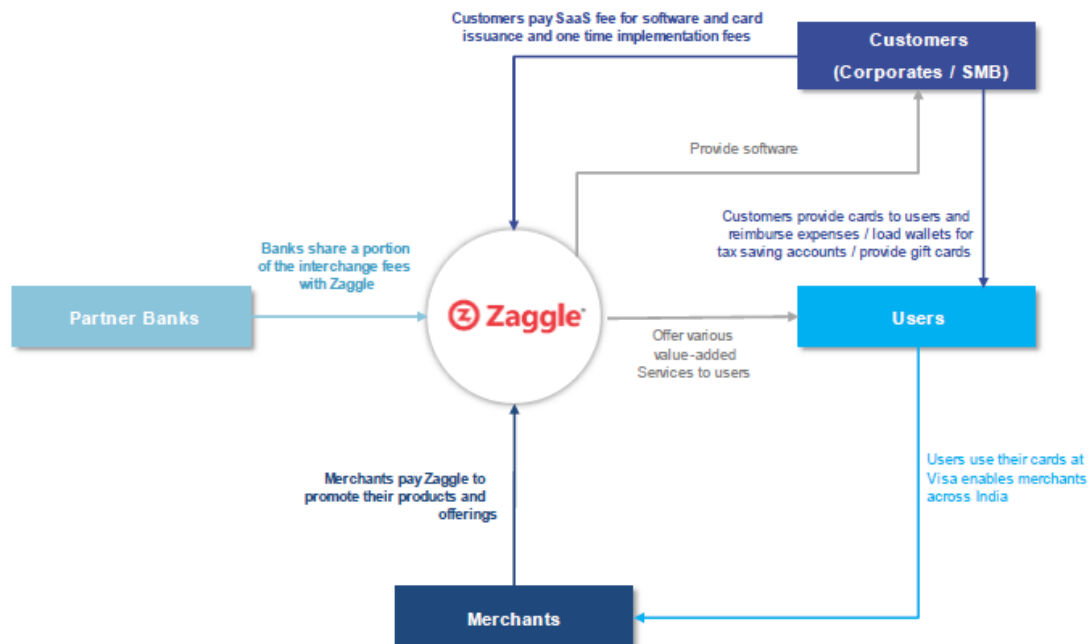 Customers pay SaaS fee for software and card
issuance and one time implementation fees
Customers
(Corporates / SMB)
Provide software
Customers provide cards to users and
reimburse expenses / load wallets for
tax saving accounts / provide gift cards
Banks share a portion
of the interchange fees
with Zaggle
Partner Banks
Zaggle
Users
Offer various
value-added
Services to users
Merchants pay Zaggle to
promote their products and
offerings
Users use their cards at
Visa enables merchants
across India
Merchants